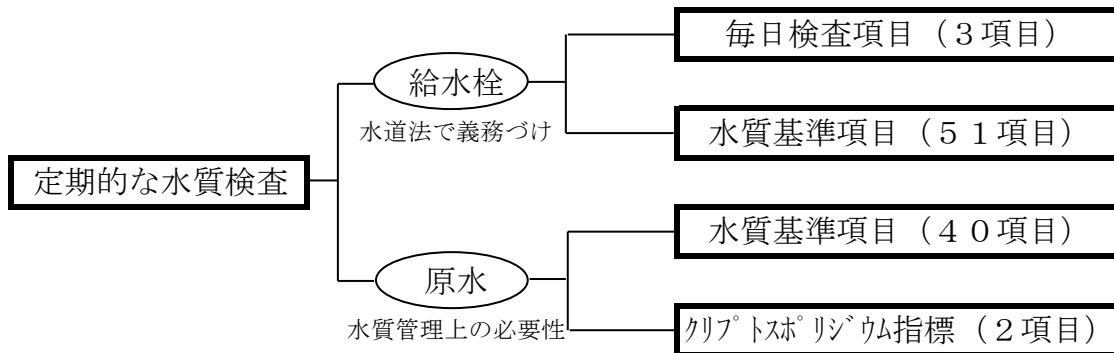 毎日検査項目（３項目）
給水栓
水道法で義務づけ
水質基準項目（５１項目）
定期的な水質検査
水質基準項目（４０項目）
原水
水質管理上の必要性
ｸﾘﾌﾟﾄｽﾎﾟﾘｼﾞｳﾑ指標（２項目）